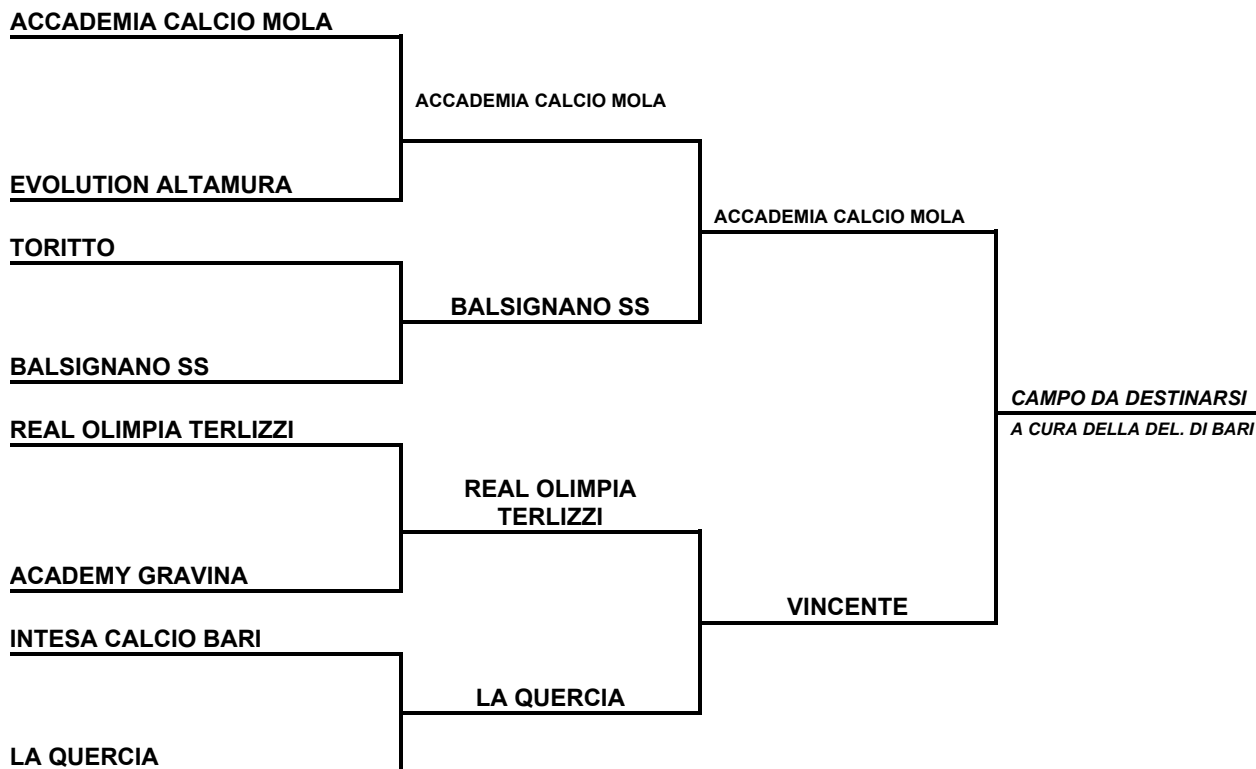 ACCADEMIA CALCIO MOLA
ACCADEMIA CALCIO MOLA
EVOLUTION ALTAMURA
ACCADEMIA CALCIO MOLA
TORITTO
BALSIGNANO SS
BALSIGNANO SS
CAMPO DA DESTINARSI
REAL OLIMPIA TERLIZZI
A CURA DELLA DEL. DI BARI
REAL OLIMPIA
TERLIZZI
ACADEMY GRAVINA
VINCENTE
INTESA CALCIO BARI
LA QUERCIA
LA QUERCIA